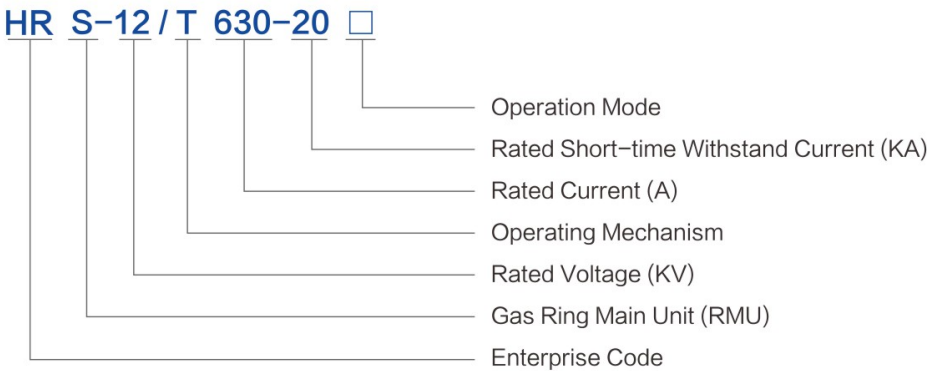 HR S-12 / T 630-20 □
Operation Mode
Rated Short-time Withstand Current (KA)
Rated Current (A)
Operating Mechanism
Rated Voltage (KV)
Gas Ring Main Unit (RMU)
Enterprise Code